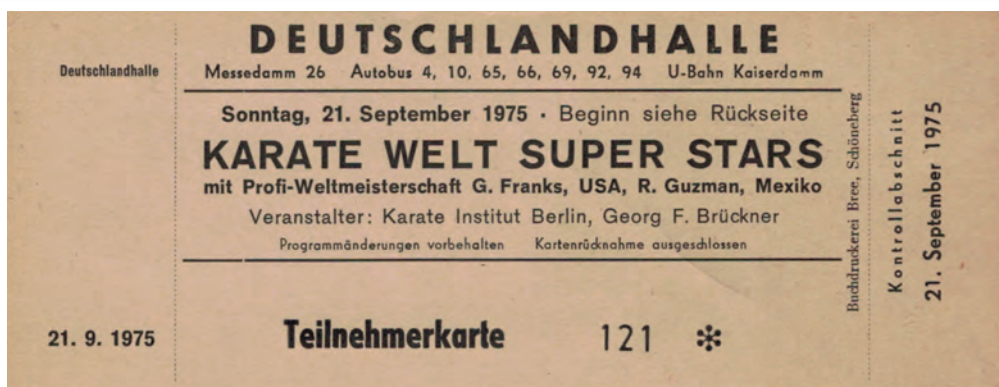 Deutschlandhalle
21. 9. 1975
DEUTSCHLANDHALLE
Messedamm 26 Autobus 4, 10, 65, 66, 69, 92, 94 U-Bahn Kaiserdamm
Sonntag, 21. September 1975 · Beginn siehe Rückseite
KARATE WELT SUPER STARS
mit Profi-Weltmeisterschaft G. Franks, USA, R. Guzman, Mexiko
Veranstalter: Karate Institut Berlin, Georg F. Brückner
Programmänderungen vorbehalten Kartenrücknahme ausgeschlossen
Teilnehmerkarte 121 *
Buchdruckerei Bree, Schöneberg
Kontrollabschnitt
21. September 1975